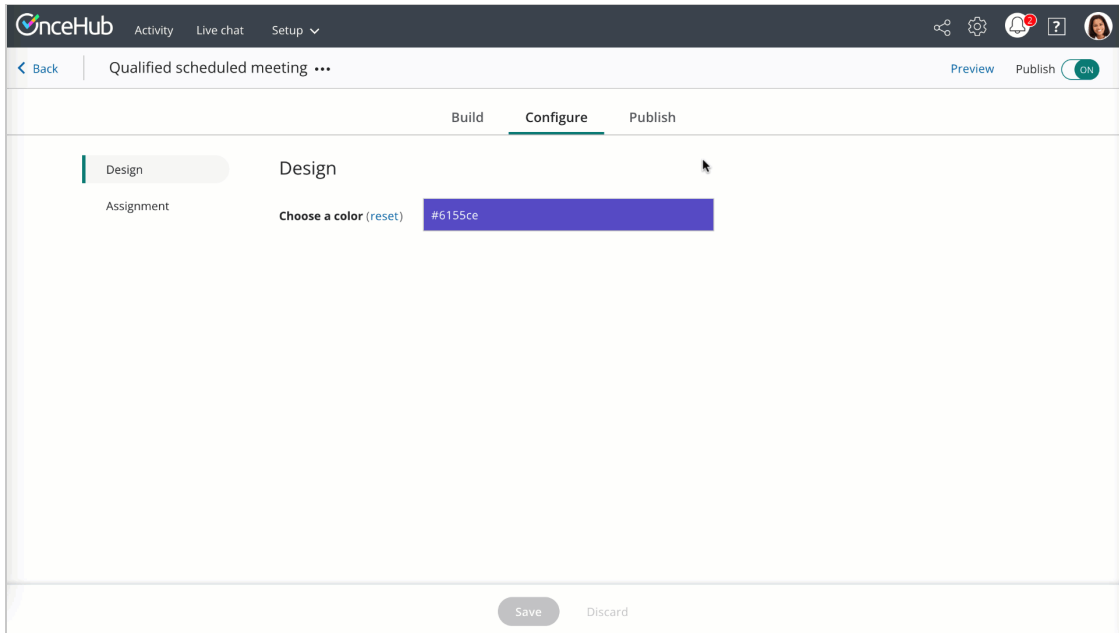 OnceHub Activity Live chat Setup 2 ?
Back Qualified scheduled meeting ••• Preview Publish ON
Build Configure Publish
Design Design
Assignment
Choose a color (reset) #6155ce
Save Discard